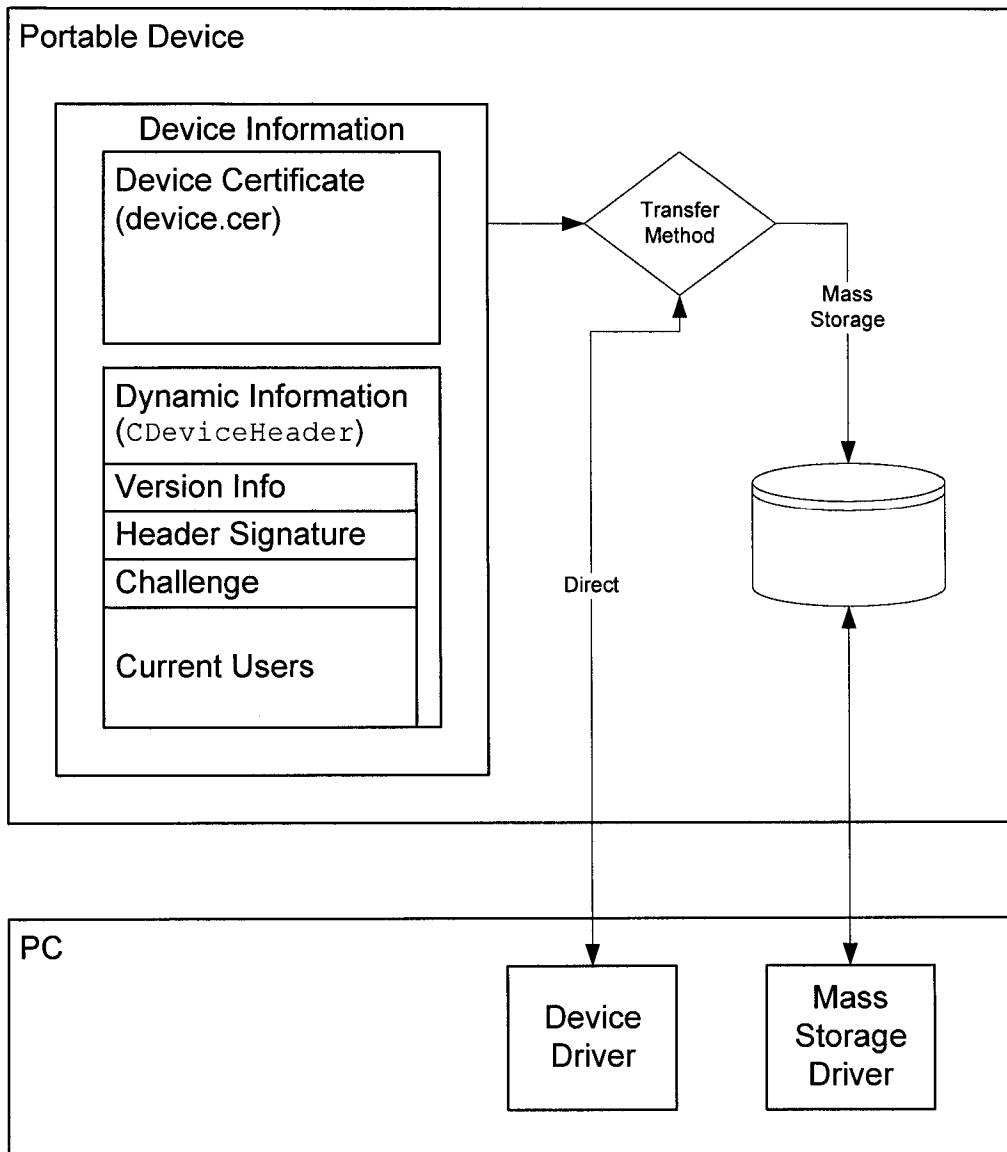 Portable Device
Device Information
Device Certificate
(device.cer)
Transfer
Method
Mass
Storage
Dynamic Information
(CDeviceHeader)
Version Info
Header Signature
Challenge
Current Users
Direct
PC
Device
Driver
Mass
Storage
Driver